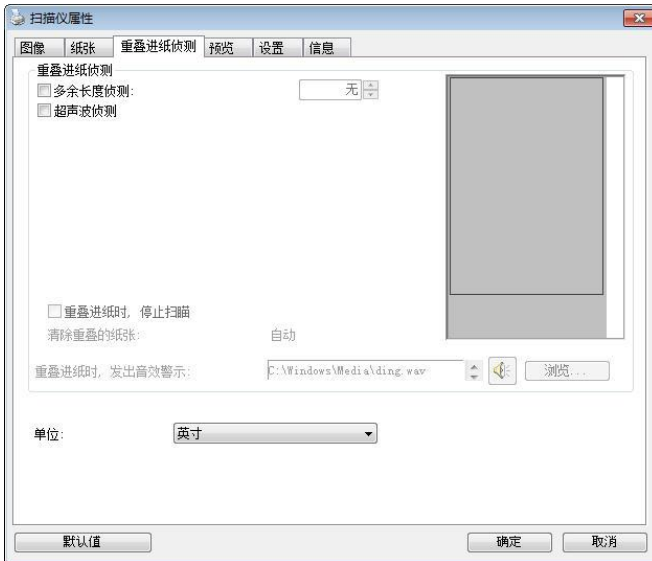 扫描仪属性
图像 纸张 重叠进纸侦测 预览 设置 信息
重叠进纸侦测
多余长度侦测: 无
超声波侦测
重叠进纸时, 停止扫瞄
清除重叠的纸张: 自动
重叠进纸时, 发出音效警示: C:\Windows\Media\ding.wav 浏览...
单位: 英寸
默认值 确定 取消